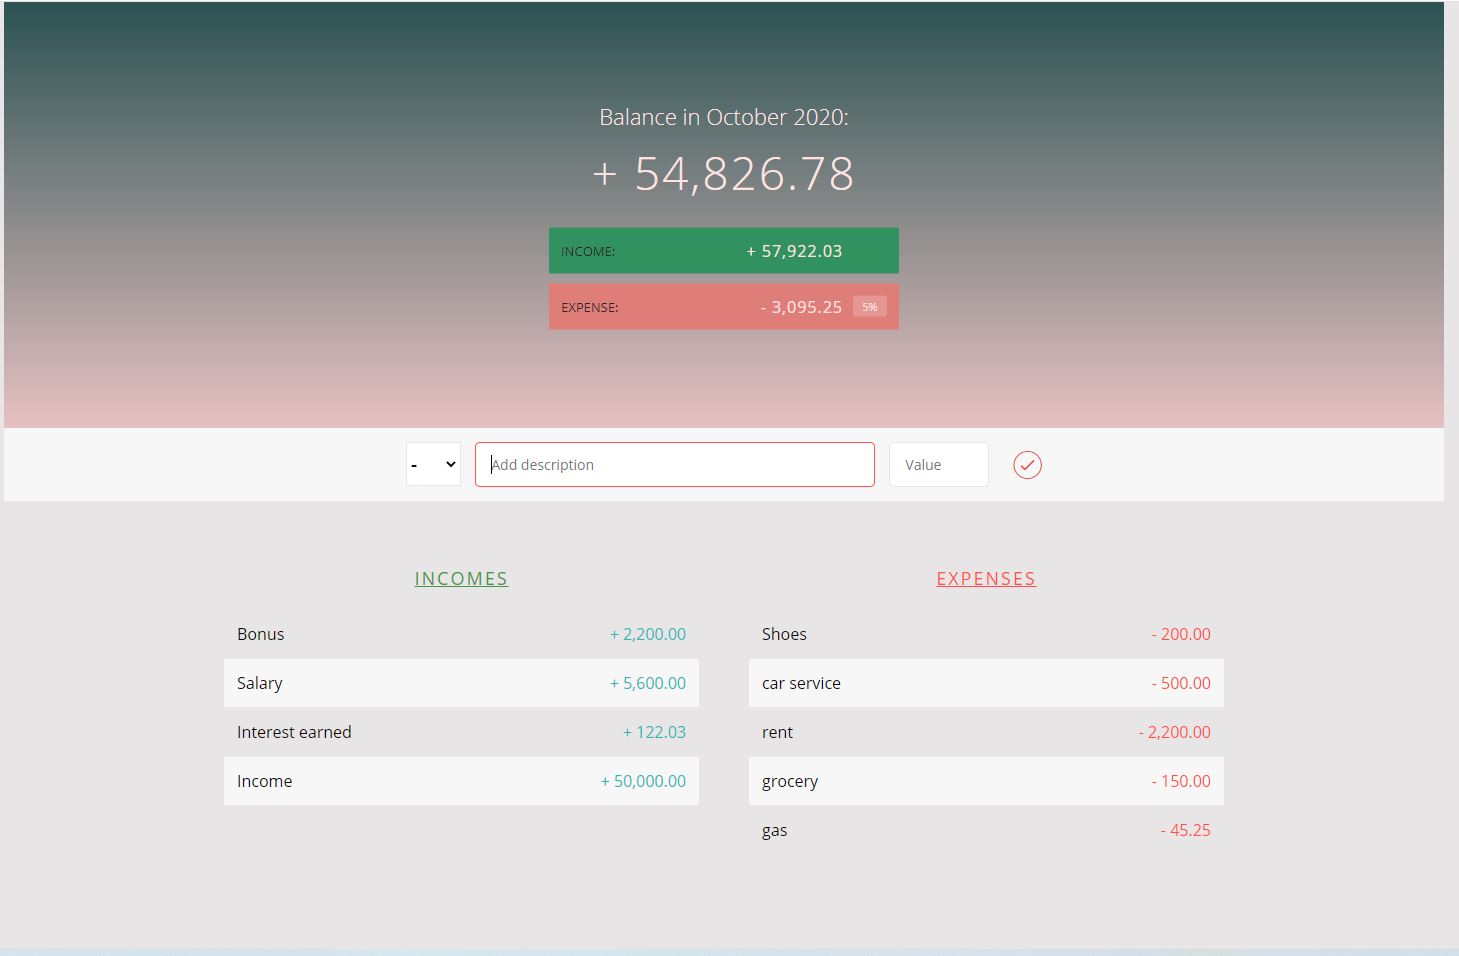 Balance in October 2020:
+ 54,826.78
INCOME: + 57,922.03
EXPENSE: - 3,095.25 5%
- Add description Value
INCOMES
Bonus + 2,200.00
Salary + 5,600.00
Interest earned + 122.03
Income + 50,000.00
EXPENSES
Shoes - 200.00
car service - 500.00
rent - 2,200.00
grocery - 150.00
gas - 45.25